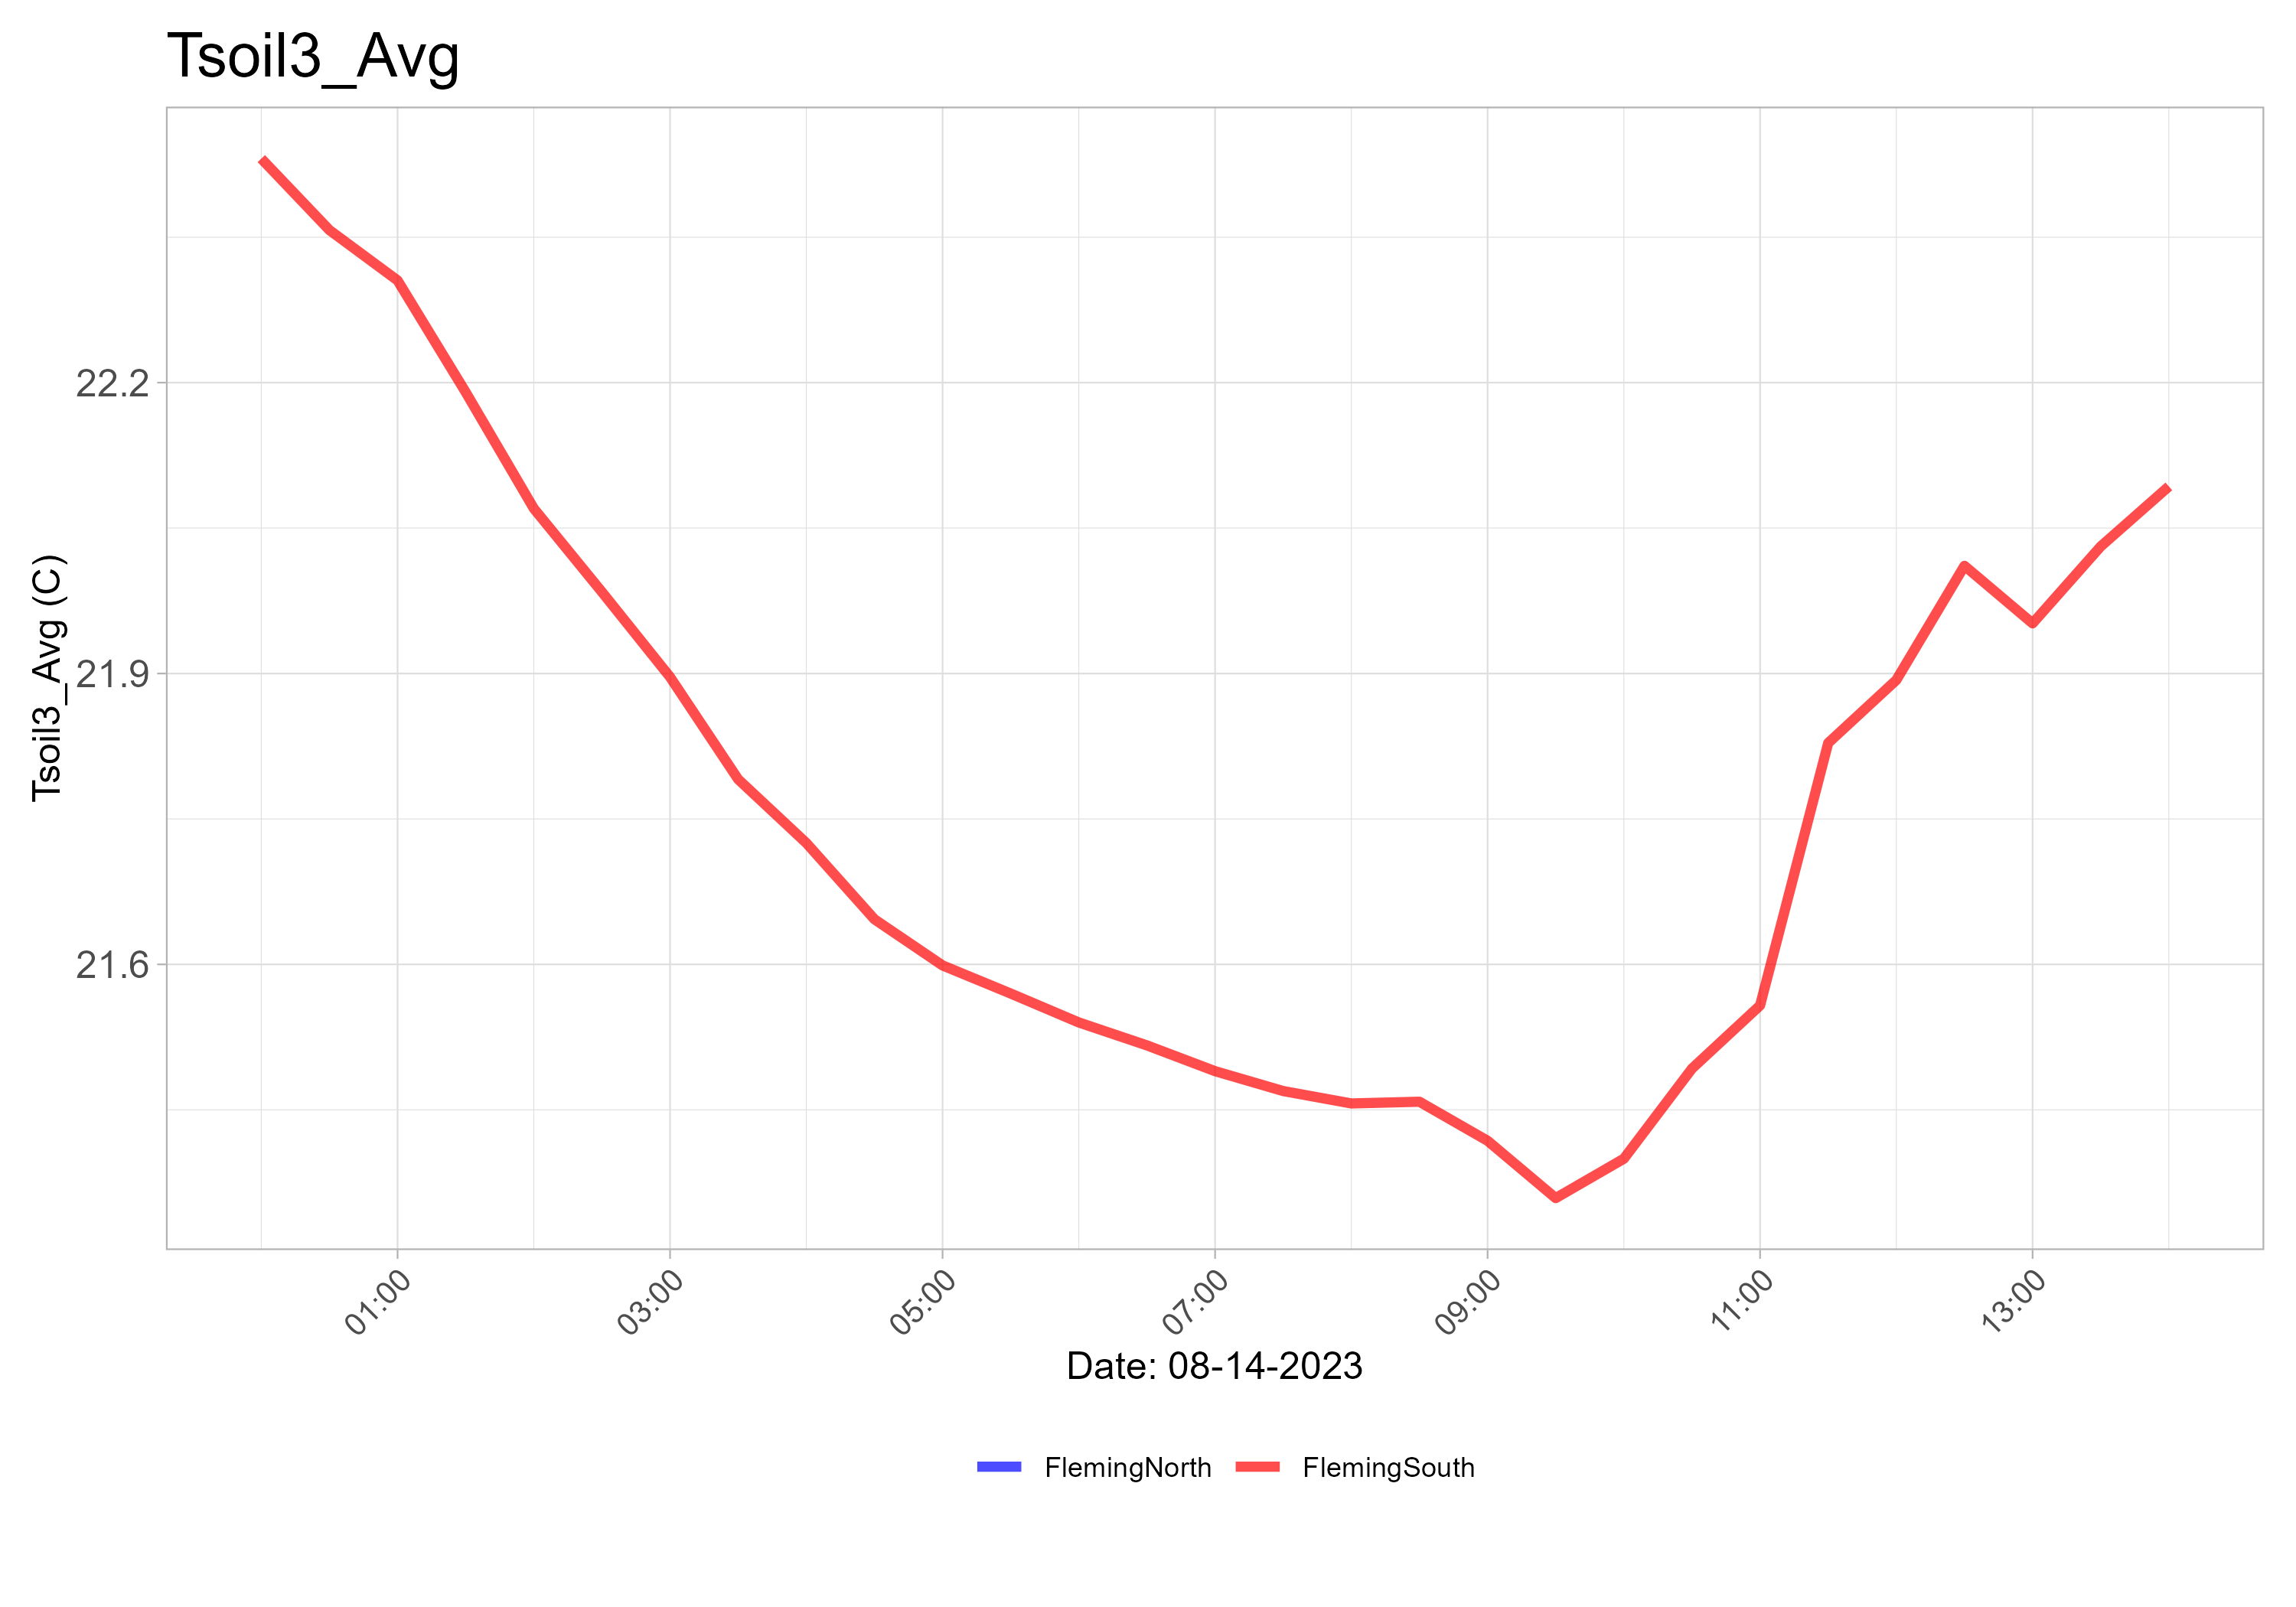 Tsoil3_Avg
Tsoil3_Avg (C)
22.2
21.9
21.6
01:00 03:00 05:00 07:00 09:00 11:00 13:00
Date: 08-14-2023
FlemingNorth FlemingSouth